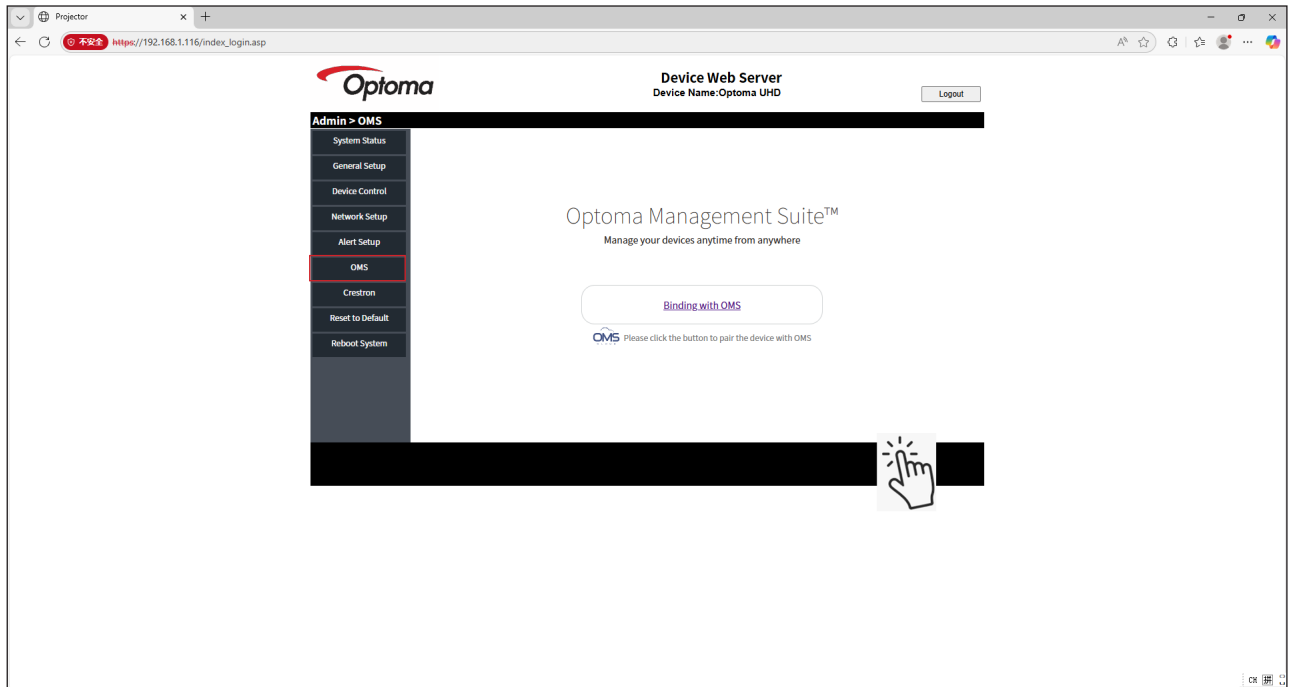 Projector
不安全 https://192.168.1.116/index_login.asp
Optoma
Device Web Server
Device Name:Optoma UHD
Logout
Admin > OMS
System Status
General Setup
Device Control
Network Setup
Alert Setup
OMS
Crestron
Reset to Default
Reboot System
Optoma Management Suite™
Manage your devices anytime from anywhere
Binding with OMS
OMS Please click the button to pair the device with OMS
CH 拼